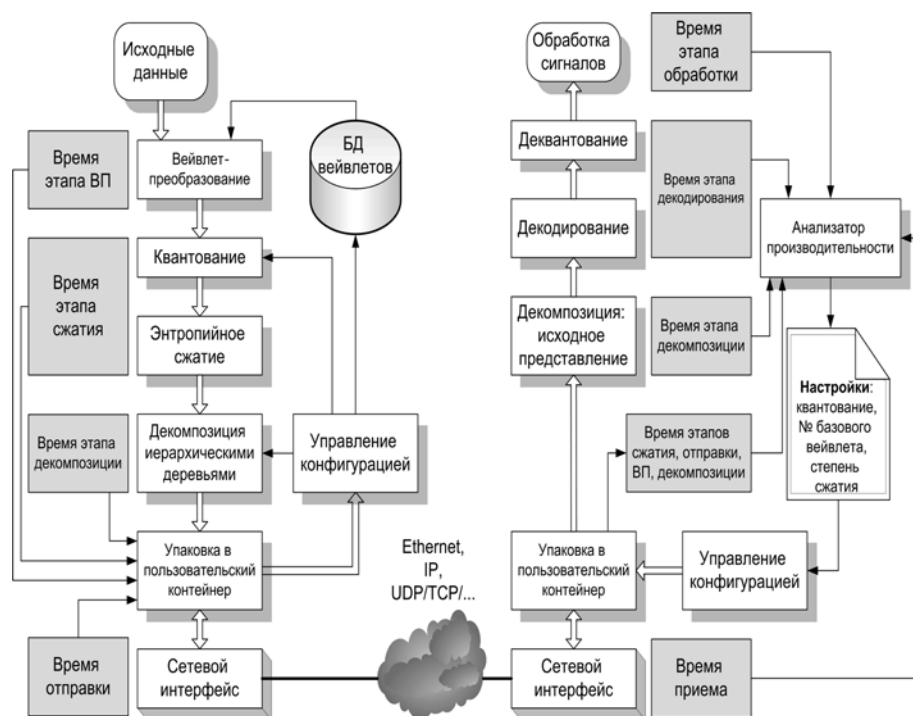 Исходные
данные
Время
этапа ВП
Вейвлет-
преобразование
БД
вейвлетов
Время
этапа
сжатия
Квантование
Энтропийное
сжатие
Время этапа
декомпозиции
Декомпозиция
иерархическими
деревьями
Управление
конфигурацией
Упаковка в
пользовательский
контейнер
Время
отправки
Сетевой
интерфейс
Ethernet,
IP,
UDP/TCP/...
Обработка
сигналов
Время
этапа
обработки
Деквантование
Время этапа
декодирования
Декодирование
Анализатор
производительности
Декомпозиция:
исходное
представление
Время этапа
декомпозиции
Настройки:
квантование,
№ базового
вейвлета,
степень
сжатия
Время этапов
сжатия, отправки,
ВП, декомпозиции
Упаковка в
пользовательский
контейнер
Управление
конфигурацией
Сетевой
интерфейс
Время
приема